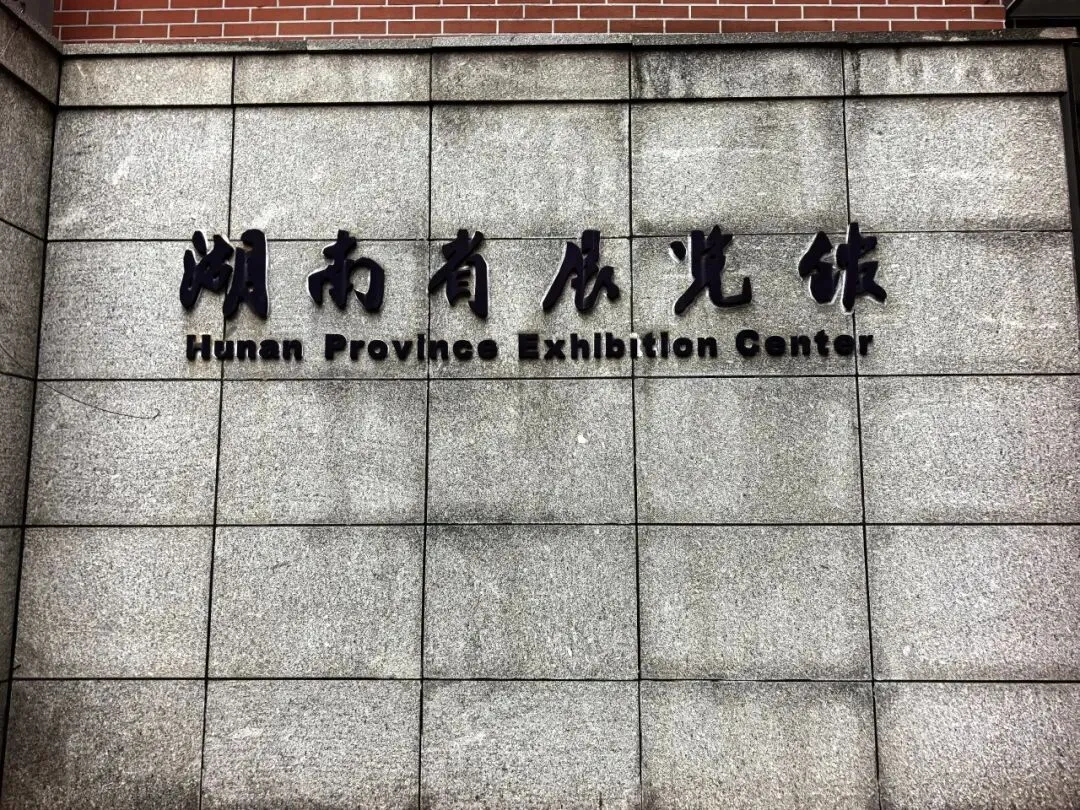 湖南省展览馆
Hunan Province Exhibition Center